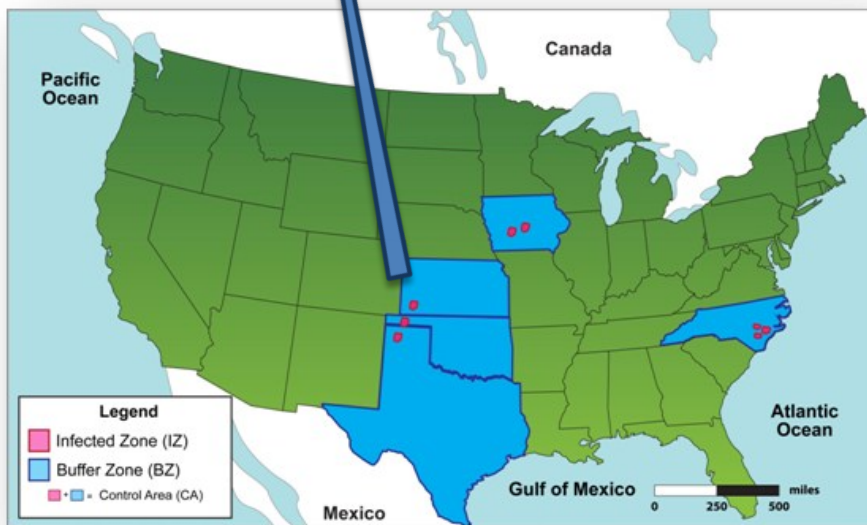 Canada
Pacific
Ocean
Legend
Infected Zone (IZ)
Buffer Zone (BZ)
+ = Control Area (CA)
Atlantic
Ocean
Gulf of Mexico
0 250 500 miles
Mexico